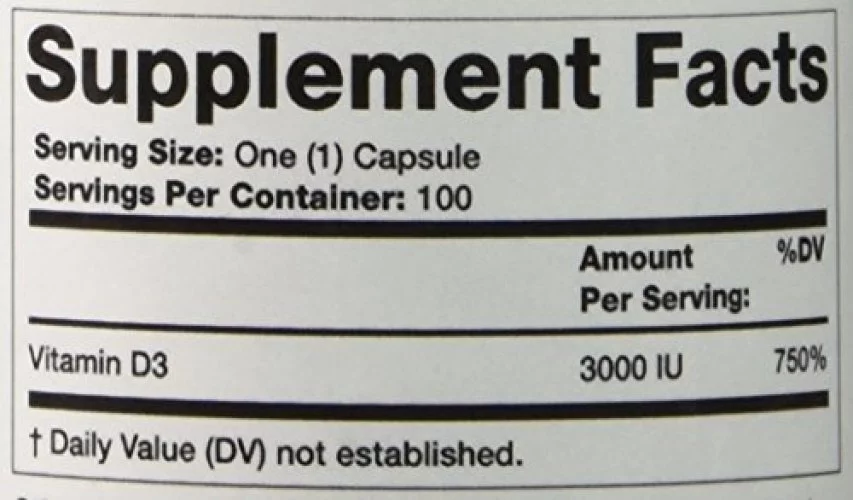 Supplement Facts
Serving Size: One (1) Capsule
Servings Per Container: 100
Amount Per Serving: %DV
Vitamin D3 3000 IU 750%
† Daily Value (DV) not established.